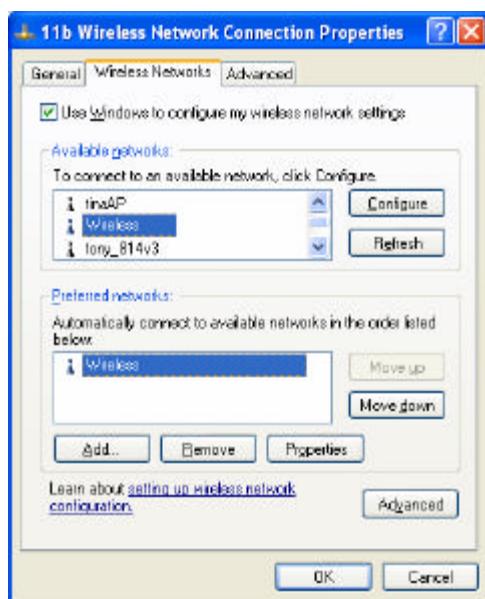 11b Wireless Network Connection Properties
General Wireless Networks Advanced
Use Windows to configure my wireless network settings
Available networks:
To connect to an available network, click Configure.
tinaAP
Wireless
tony_814v3
Configure
Refresh
Preferred networks:
Automatically connect to available networks in the order listed
below:
Wireless
Move up
Move down
Add... Remove Properties
Learn about setting up wireless network
configuration.
Advanced
OK Cancel